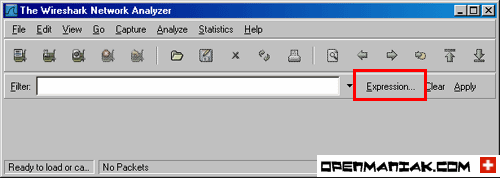 The Wireshark Network Analyzer
File Edit View Go Capture Analyze Statistics Help
Filter: Expression... Clear Apply
Ready to load or ca... No Packets
OPENMANIAK.COM